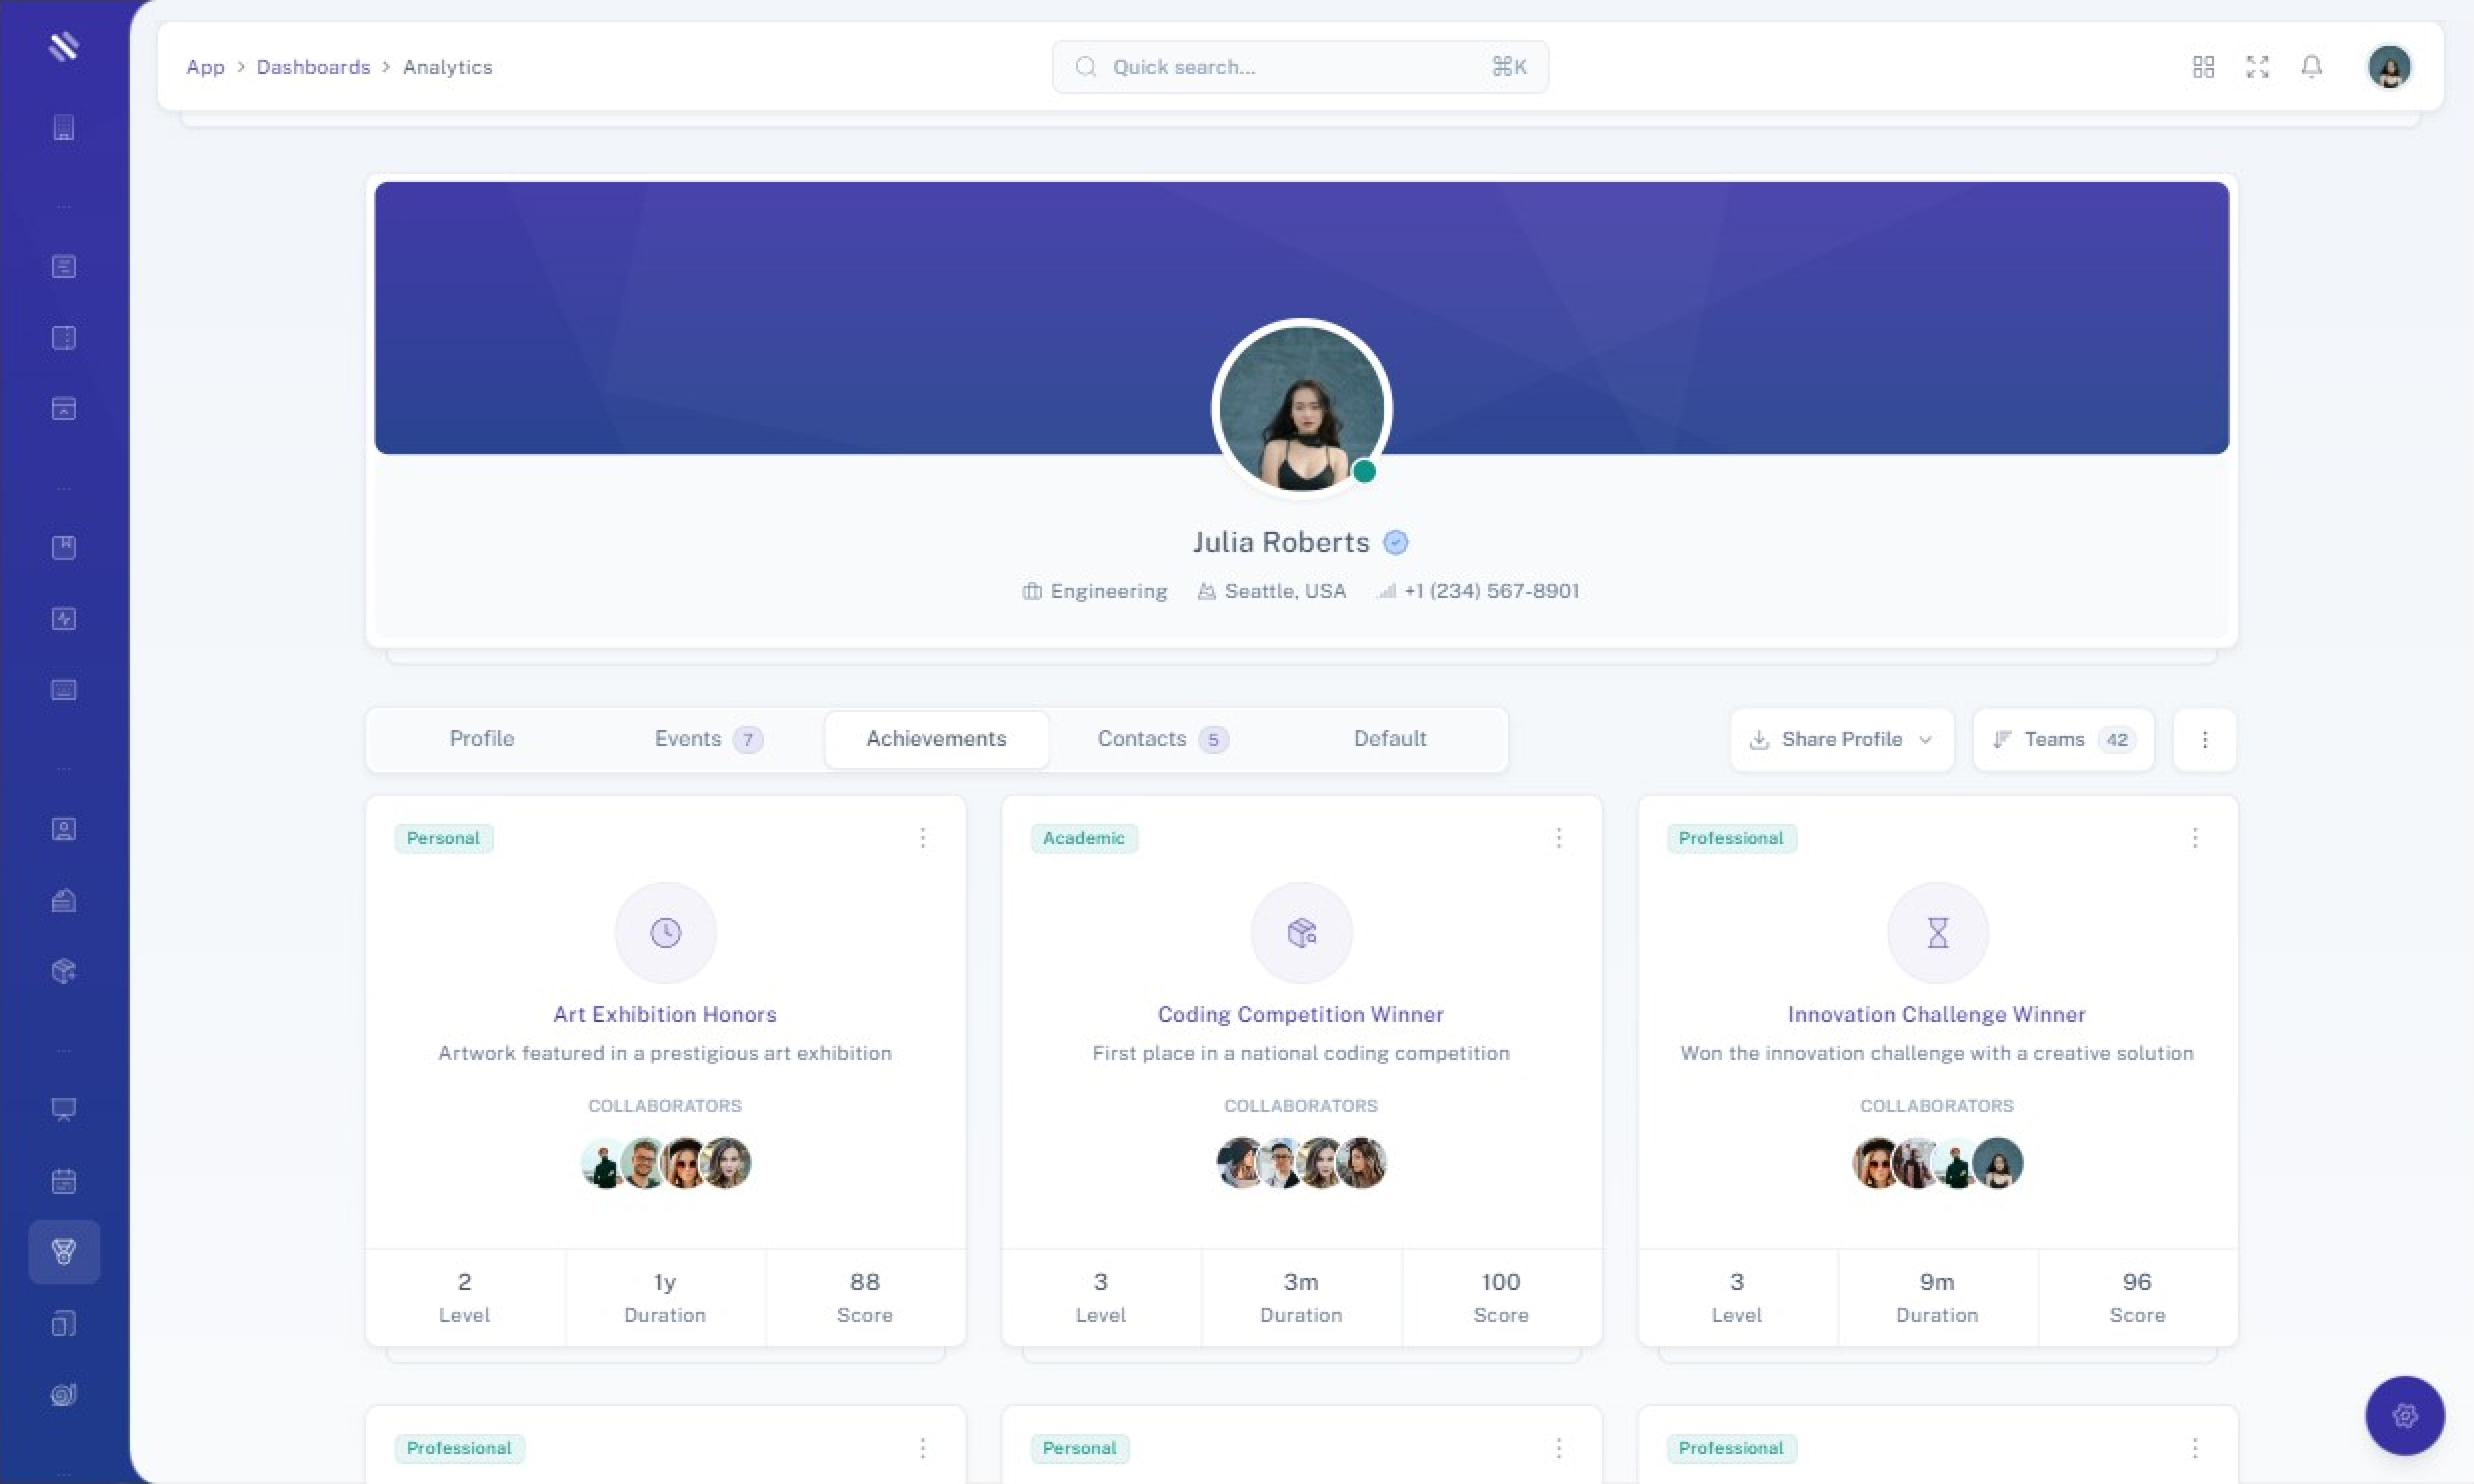 App > Dashboards > Analytics
Quick search... ⌘K
Julia Roberts
Engineering Seattle, USA +1 (234) 567-8901
Profile Events 7 Achievements Contacts 5 Default
Share Profile Teams 42
Personal
Art Exhibition Honors
Artwork featured in a prestigious art exhibition
COLLABORATORS
2 1y 88
Level Duration Score
Academic
Coding Competition Winner
First place in a national coding competition
COLLABORATORS
3 3m 100
Level Duration Score
Professional
Innovation Challenge Winner
Won the innovation challenge with a creative solution
COLLABORATORS
3 9m 96
Level Duration Score
Professional
Personal
Professional